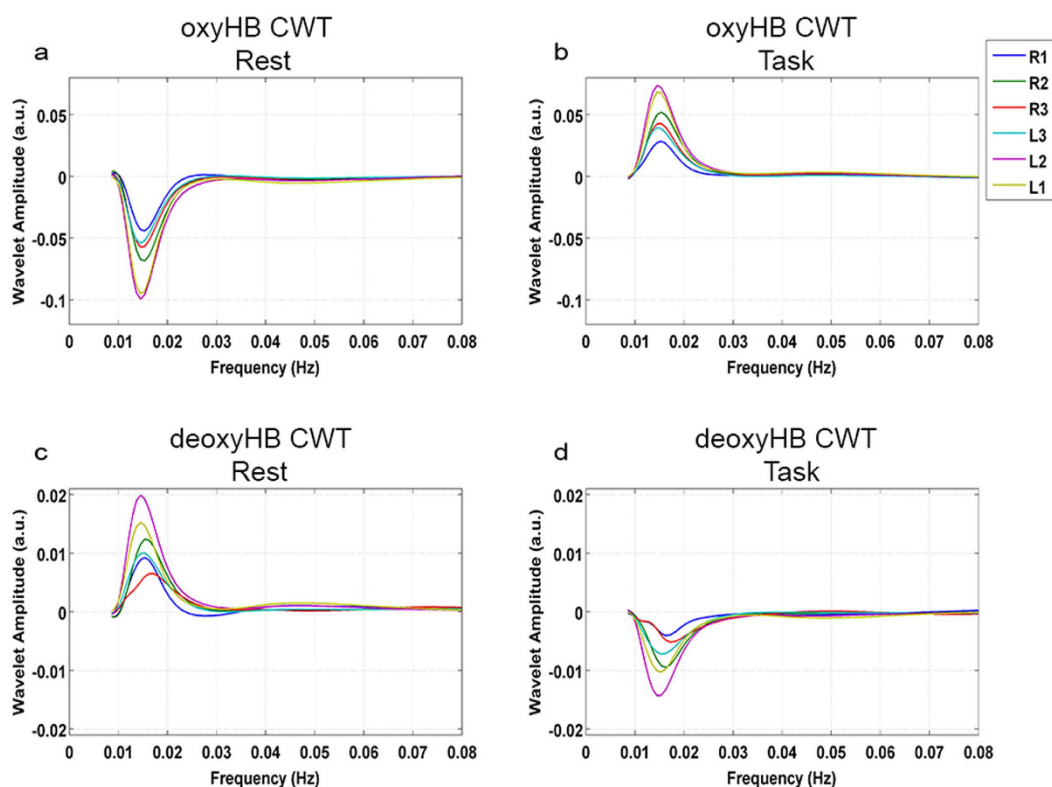 a
oxyHB CWT
Rest
Wavelet Amplitude (a.u.)
0.05
0
-0.05
-0.1
0 0.01 0.02 0.03 0.04 0.05 0.06 0.07 0.08
Frequency (Hz)
b
oxyHB CWT
Task
Wavelet Amplitude (a.u.)
0.05
0
-0.05
-0.1
0 0.01 0.02 0.03 0.04 0.05 0.06 0.07 0.08
Frequency (Hz)
R1
R2
R3
L3
L2
L1
c
deoxyHB CWT
Rest
Wavelet Amplitude (a.u.)
0.02
0.01
0
-0.01
-0.02
0 0.01 0.02 0.03 0.04 0.05 0.06 0.07 0.08
Frequency (Hz)
d
deoxyHB CWT
Task
Wavelet Amplitude (a.u.)
0.02
0.01
0
-0.01
-0.02
0 0.01 0.02 0.03 0.04 0.05 0.06 0.07 0.08
Frequency (Hz)